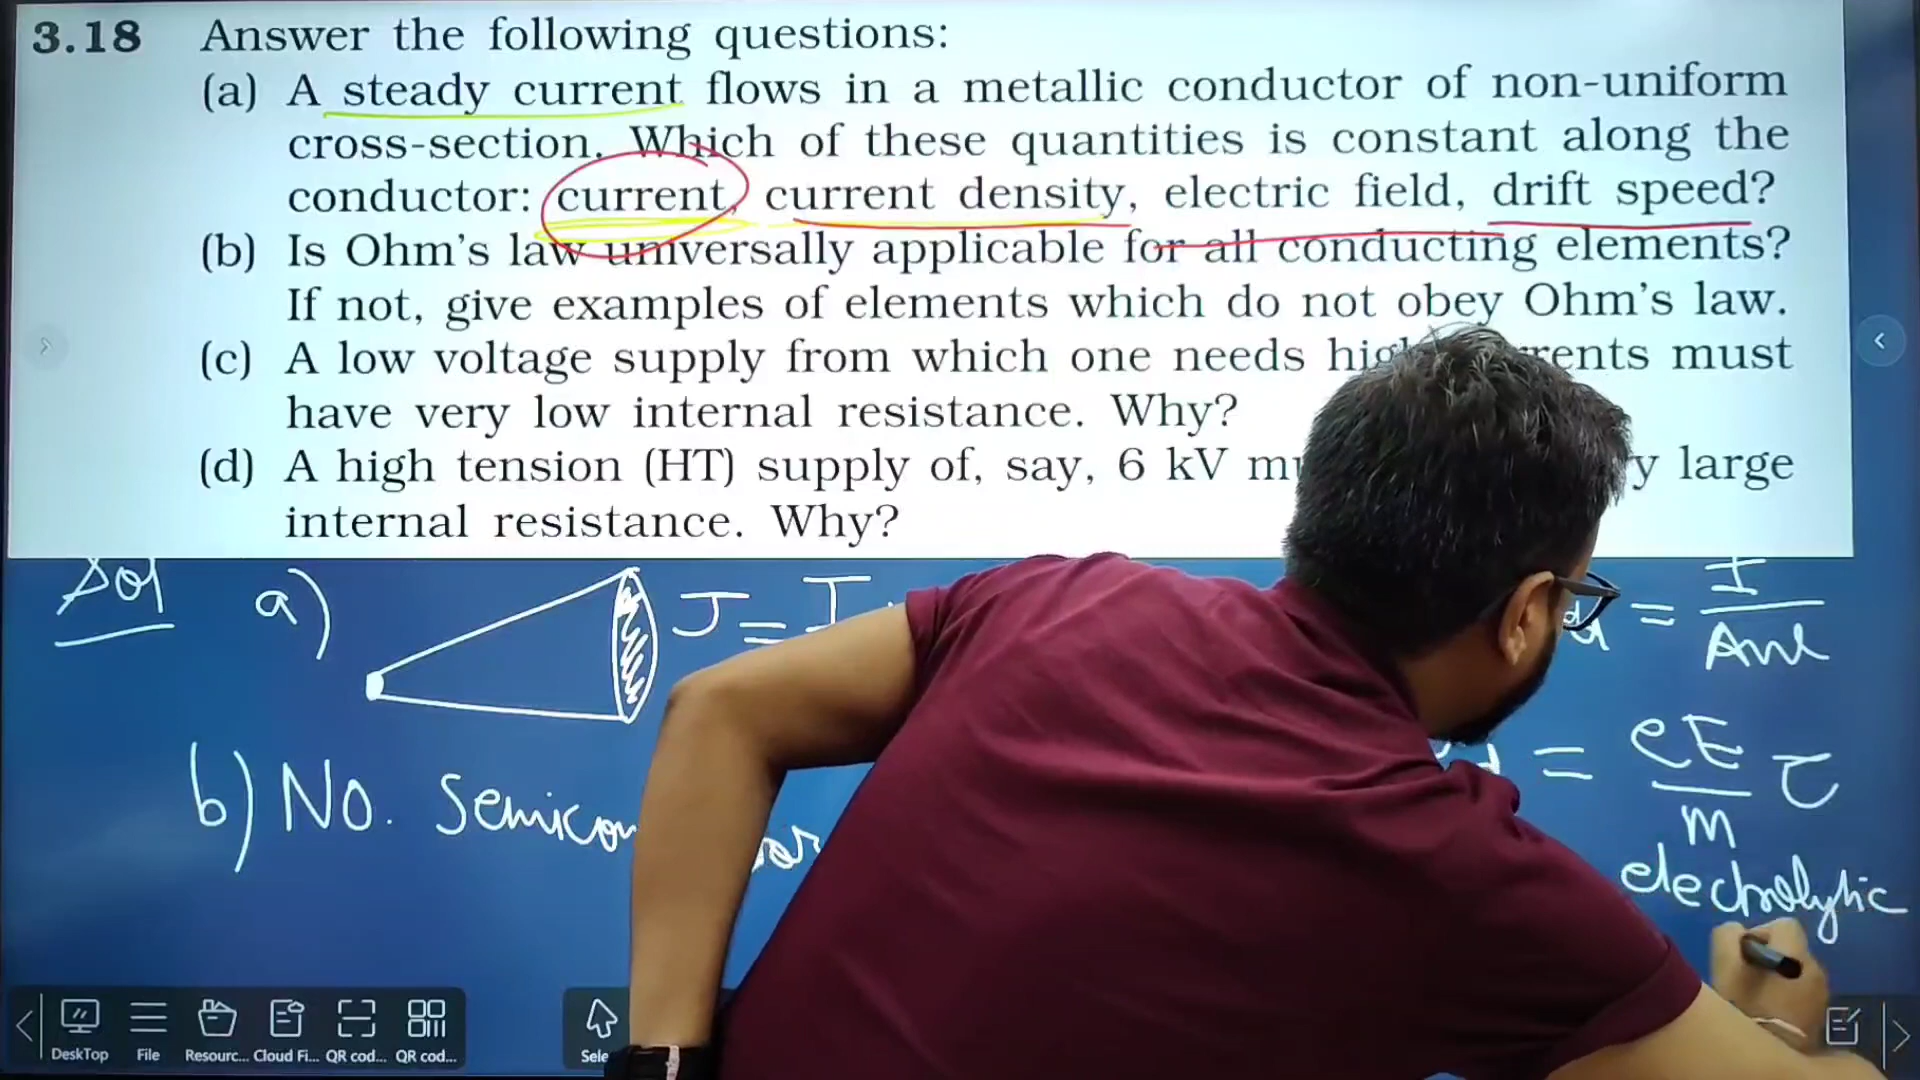 3.18 Answer the following questions:
(a) A steady current flows in a metallic conductor of non-uniform
cross-section. Which of these quantities is constant along the
conductor: current, current density, electric field, drift speed?
(b) Is Ohm's law universally applicable for all conducting elements?
If not, give examples of elements which do not obey Ohm's law.
(c) A low voltage supply from which one needs must
have very low internal resistance. Why?
(d) A high tension (HT) supply of, say, 6 kV large
internal resistance. Why?
Sol a) J = I = I
b) No. = eE τ
m
electrolytic
DeskTop File Resourc... Cloud Fi... QR cod... QR cod...